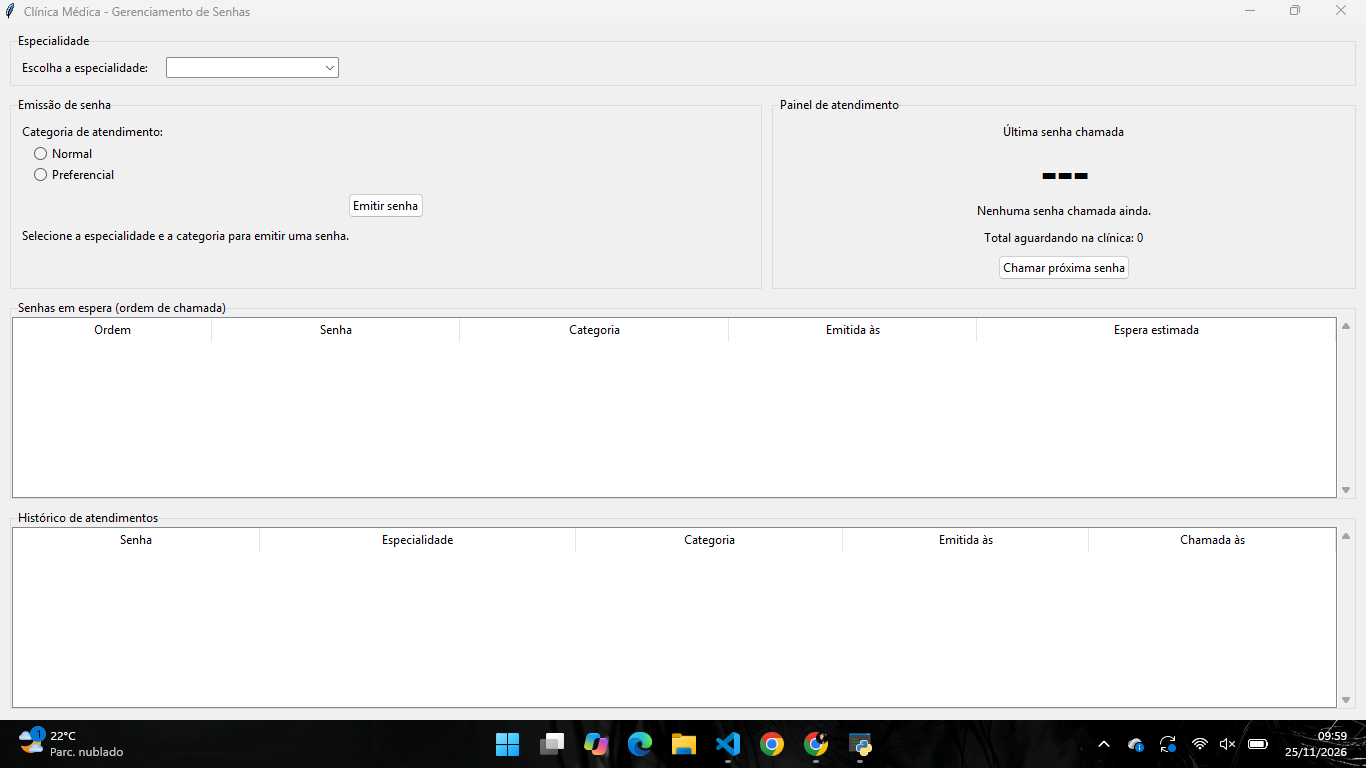 Clínica Médica - Gerenciamento de Senhas
Especialidade
Escolha a especialidade:
Emissão de senha
Categoria de atendimento:
Normal
Preferencial
Emitir senha
Selecione a especialidade e a categoria para emitir uma senha.
Painel de atendimento
Última senha chamada
---
Nenhuma senha chamada ainda.
Total aguardando na clínica: 0
Chamar próxima senha
Senhas em espera (ordem de chamada)
Ordem Senha Categoria Emitida às Espera estimada
Histórico de atendimentos
Senha Especialidade Categoria Emitida às Chamada às
1
22°C
Parc. nublado
09:59
25/11/2026